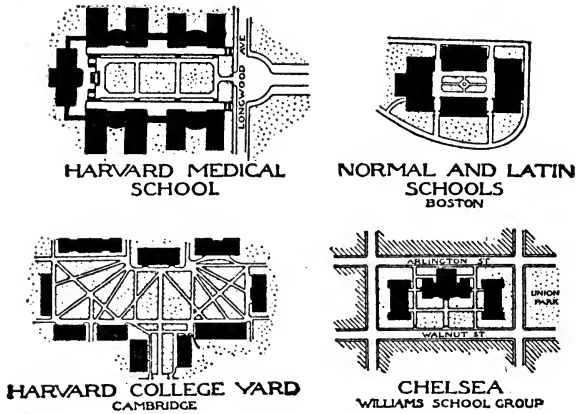 LONGWOOD AVE
HARVARD MEDICAL
SCHOOL
NORMAL AND LATIN
SCHOOLS
BOSTON
HARVARD COLLEGE YARD
CAMBRIDGE
ARLINGTON ST
UNION
PARK
WALNUT ST
CHELSEA
WILLIAMS SCHOOL GROUP